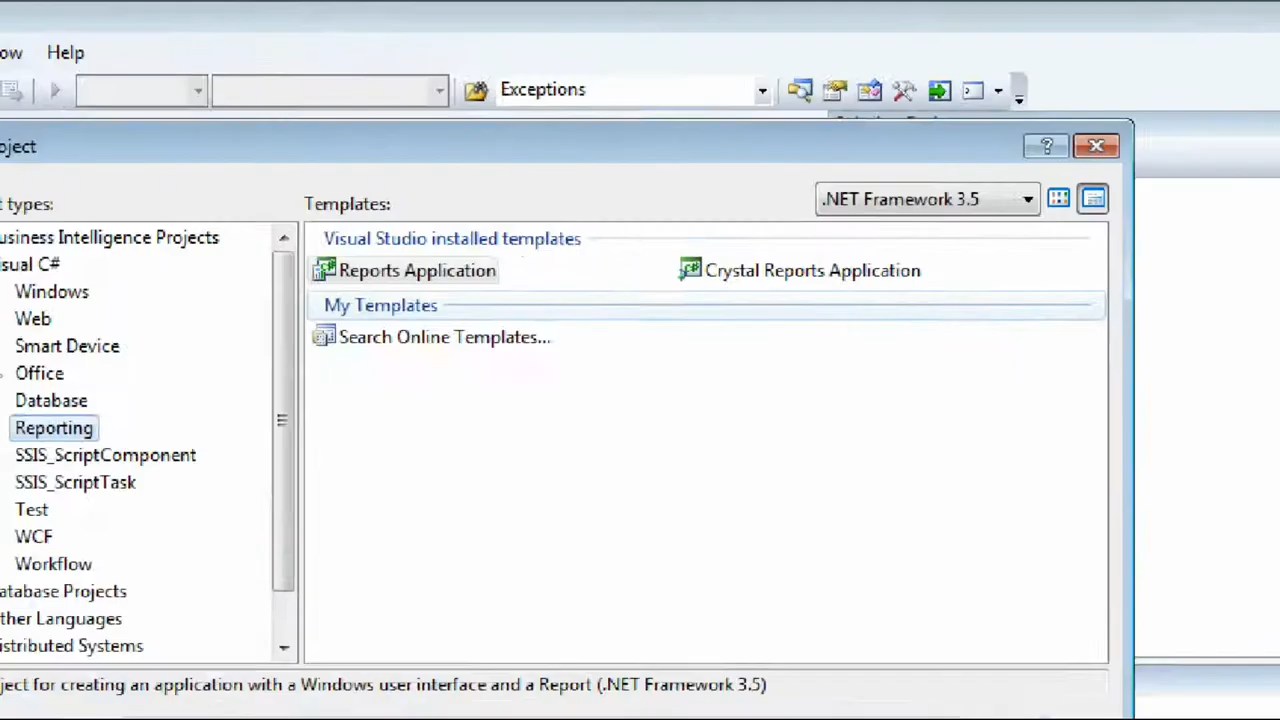 ow Help
Exceptions
oject
t types:
Templates:
.NET Framework 3.5
usiness Intelligence Projects
isual C#
Windows
Web
Smart Device
Office
Database
Reporting
SSIS_ScriptComponent
SSIS_ScriptTask
Test
WCF
Workflow
atabase Projects
ther Languages
istributed Systems
Visual Studio installed templates
Reports Application
Crystal Reports Application
My Templates
Search Online Templates...
ject for creating an application with a Windows user interface and a Report (.NET Framework 3.5)